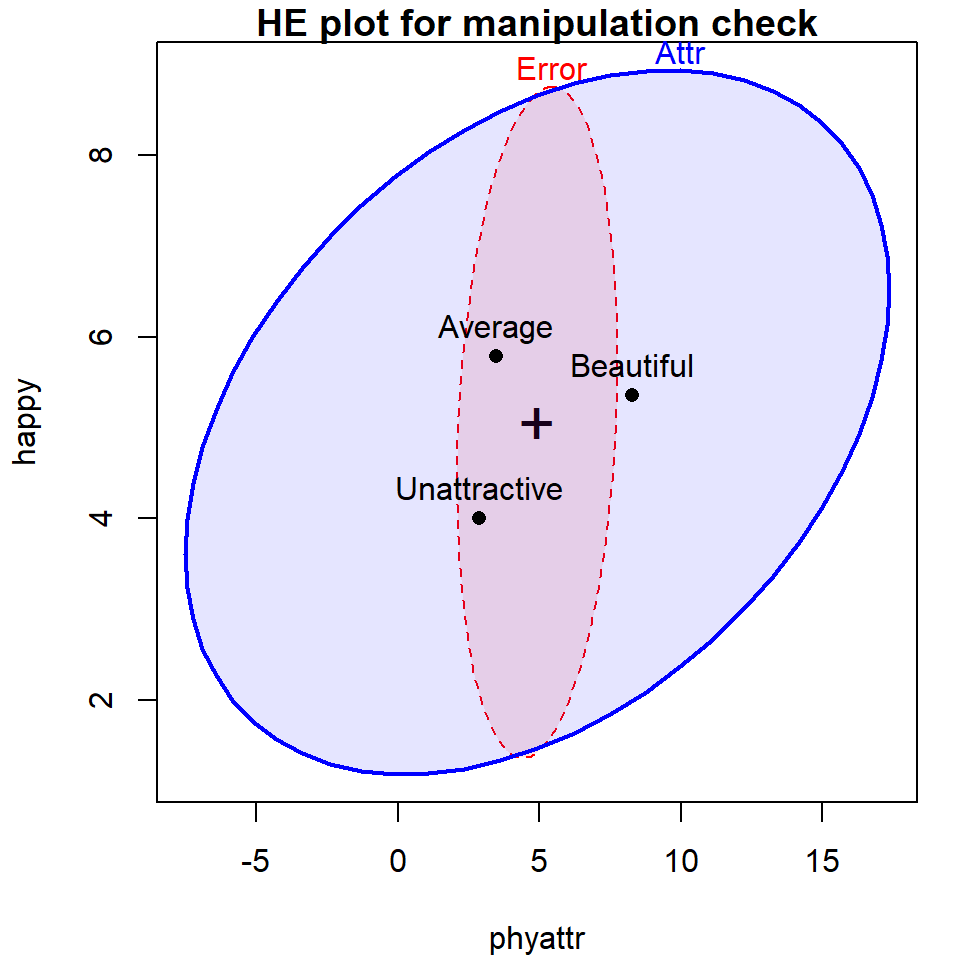 HE plot for manipulation check
Attr
Error
8
6
4
2
happy
Average
Beautiful
+
Unattractive
-5 0 5 10 15
phyattr